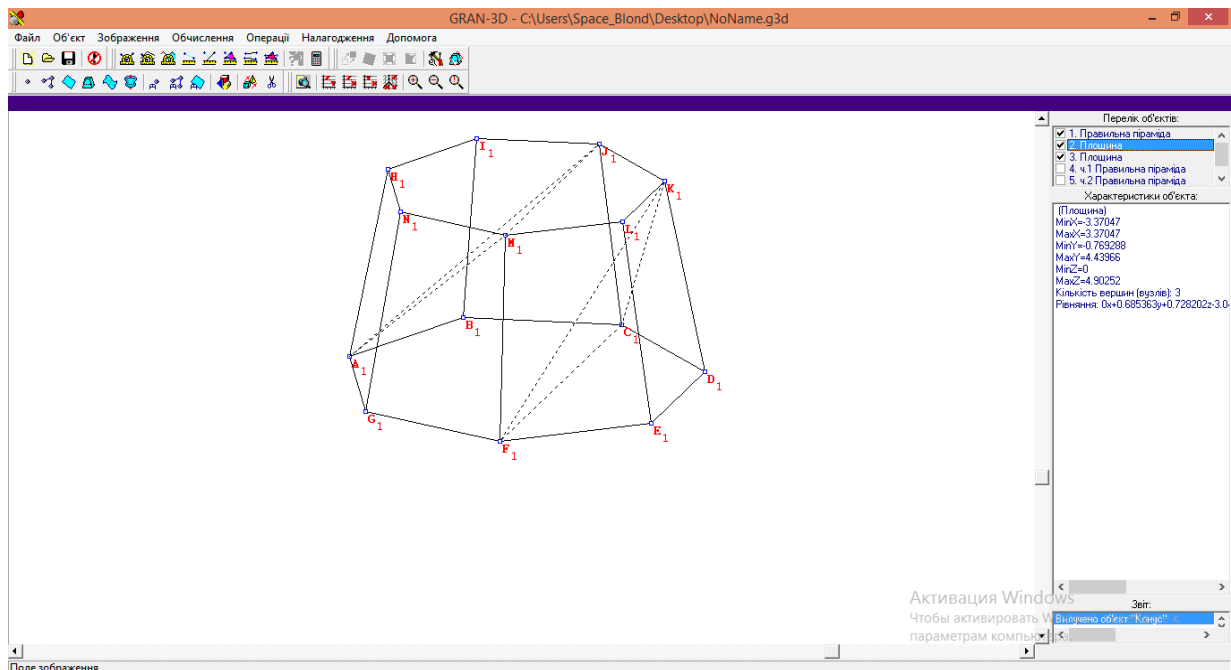 GRAN-3D - C:\Users\Space_Blond\Desktop\NoName.g3d
Файл Об'єкт Зображення Обчислення Операції Налагодження Допомога
Перелік об'єктів:
1. Правильна піраміда
2. Площина
3. Площина
4. ч.1 Правильна піраміда
5. ч.2 Правильна піраміда
Характеристики об'єкта:
(Площина)
MinX=-3.37047
MaxX=3.37047
MinY=-0.769288
MaxY=4.43966
MinZ=0
MaxZ=4.90252
Кількість вершин (вузлів): 3
Рівняння: 0x+0.685363y+0.728202z-3.0
I1
J1
H1
K1
N1
L1
M1
B1
C1
A1
D1
G1
E1
F1
Активация Windows
Чтобы активировать
параметрам компьютера
Звіт:
Вилучено об'єкт "Конус"
Поле зображення